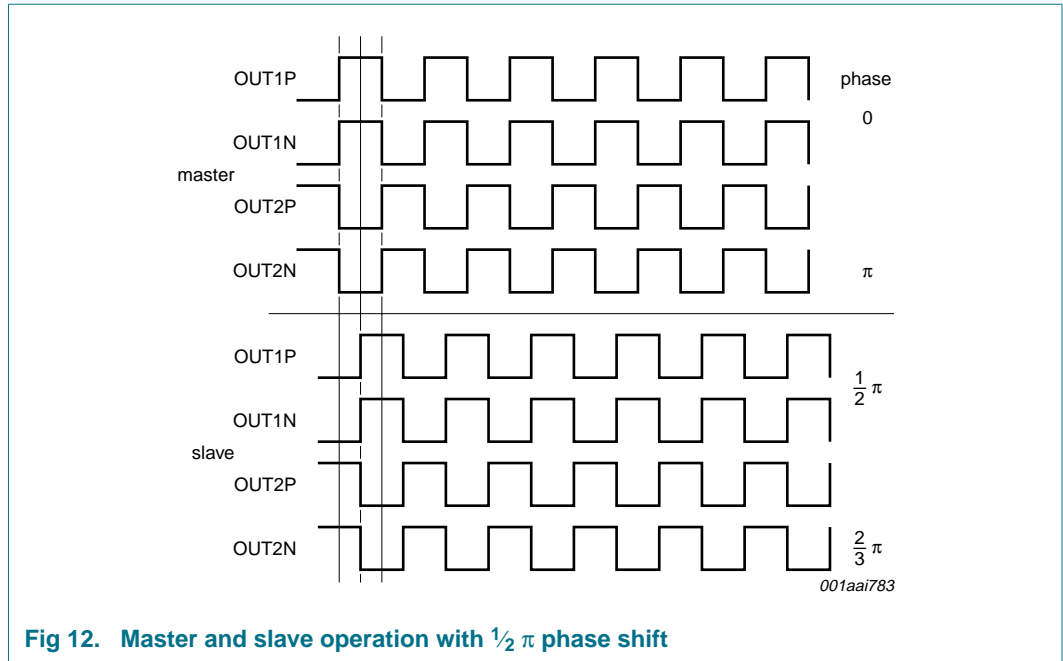 OUT1P
phase
0
OUT1N
master
OUT2P
OUT2N
π
OUT1P
1/2 π
OUT1N
slave
OUT2P
OUT2N
2/3 π
001aai783
Fig 12. Master and slave operation with 1⁄2 π phase shift